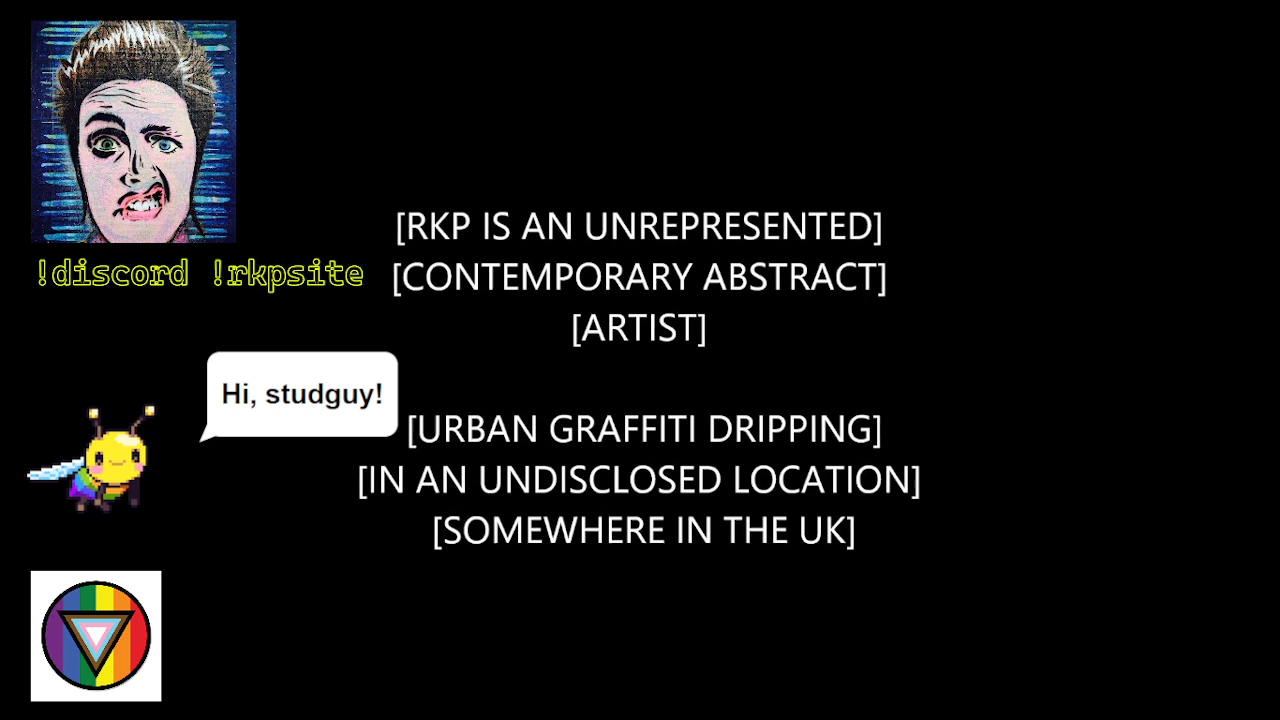 !discord !rkpsite
[RKP IS AN UNREPRESENTED]
[CONTEMPORARY ABSTRACT]
[ARTIST]
Hi, studguy!
[URBAN GRAFFITI DRIPPING]
[IN AN UNDISCLOSED LOCATION]
[SOMEWHERE IN THE UK]